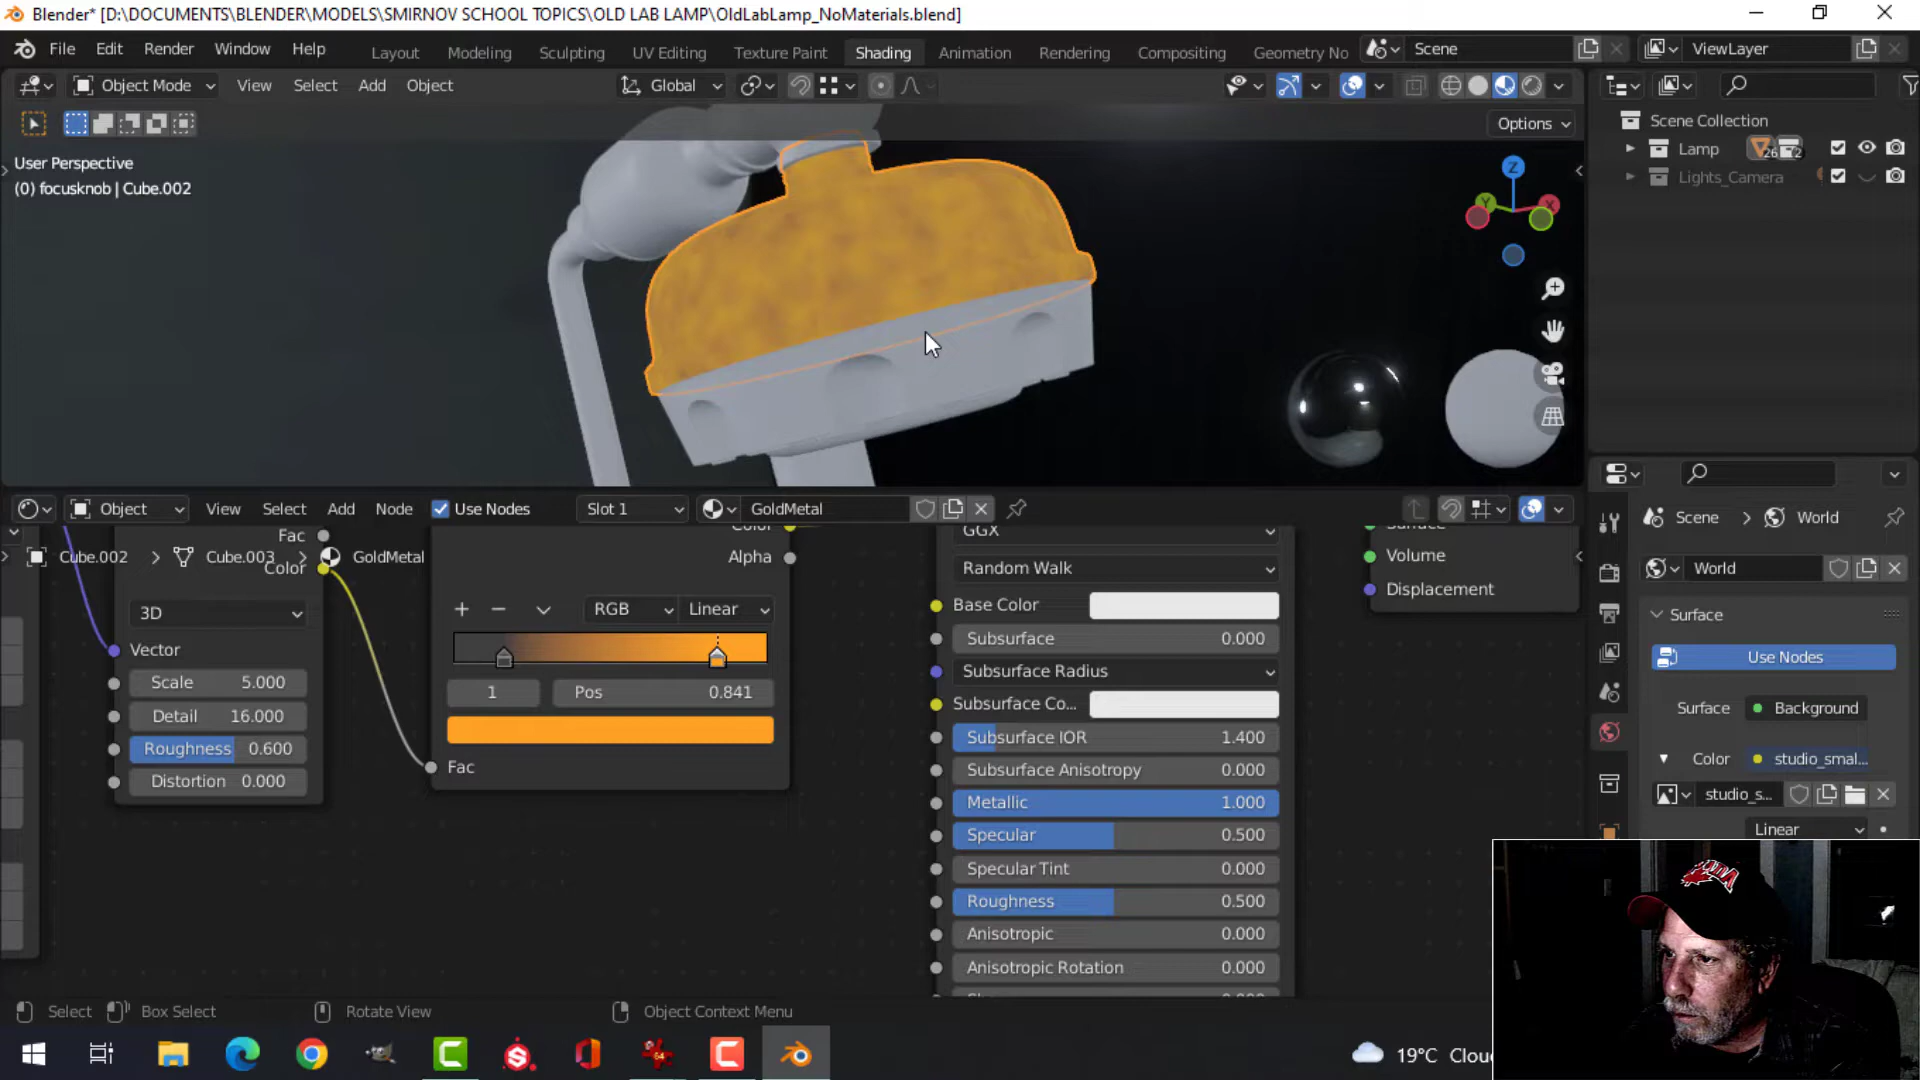 Blender* [D:\DOCUMENTS\BLENDER\MODELS\SMIRNOV SCHOOL TOPICS\OLD LAB LAMP\OldLabLamp_NoMaterials.blend]
File Edit Render Window Help Layout Modeling Sculpting UV Editing Texture Paint Shading Animation Rendering Compositing Geometry No Scene ViewLayer
Object Mode View Select Add Object Global
Options
User Perspective
(0) focusknob | Cube.002
Scene Collection
Lamp 26 2
Lights_Camera
Z
Y
X
Object View Select Add Node Use Nodes Slot 1 GoldMetal
Cube.002 > Cube.003 > GoldMetal
Fac
Color
3D
Vector
Scale 5.000
Detail 16.000
Roughness 0.600
Distortion 0.000
Alpha
RGB Linear
1 Pos 0.841
Fac
GGX
Random Walk
Base Color
Subsurface 0.000
Subsurface Radius
Subsurface Co...
Subsurface IOR 1.400
Subsurface Anisotropy 0.000
Metallic 1.000
Specular 0.500
Specular Tint 0.000
Roughness 0.500
Anisotropic 0.000
Anisotropic Rotation 0.000
Volume
Displacement
Scene > World
World
Surface
Use Nodes
Surface Background
Color studio_smal...
studio_s...
Linear
Select Box Select Rotate View Object Context Menu
19°C